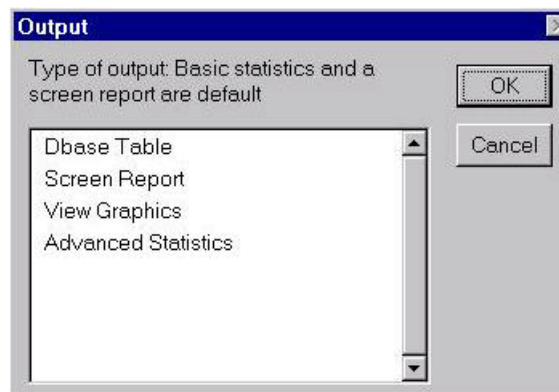 Output
Type of output: Basic statistics and a
screen report are default
OK
Cancel
Dbase Table
Screen Report
View Graphics
Advanced Statistics